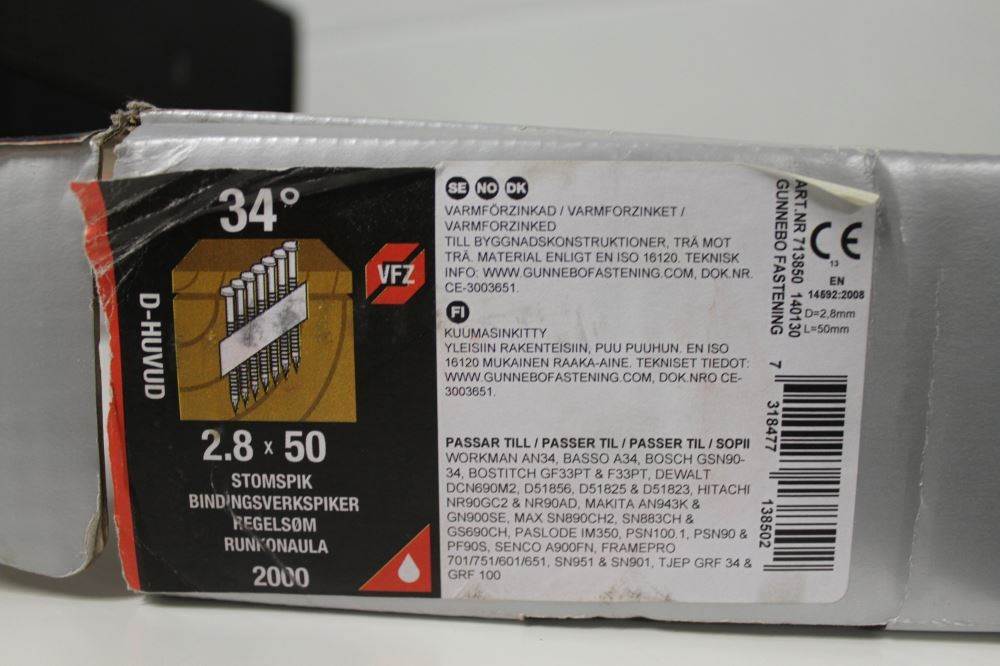 34°
VFZ
D-HUVUD
2.8 x 50
STOMSPIK
BINDINGSVERKSPIKER
REGELSØM
RUNKONAULA
2000
SE NO DK
VARMFÖRZINKAD / VARMFORZINKET /
VARMFORZINKED
TILL BYGGNADSKONSTRUKTIONER, TRÄ MOT
TRÄ. MATERIAL ENLIGT EN ISO 16120. TEKNISK
INFO: WWW.GUNNEBOFASTENING.COM, DOK.NR.
CE-3003651.
FI
KUUMASINKITTY
YLEISIIN RAKENTEISIIN, PUU PUUHUN. EN ISO
16120 MUKAINEN RAAKA-AINE. TEKNISET TIEDOT:
WWW.GUNNEBOFASTENING.COM, DOK.NRO CE-
3003651.
PASSAR TILL / PASSER TIL / PASSER TIL / SOPII
WORKMAN AN34, BASSO A34, BOSCH GSN90-
34, BOSTITCH GF33PT & F33PT, DEWALT
DCN690M2, D51856, D51825 & D51823, HITACHI
NR90GC2 & NR90AD, MAKITA AN943K &
GN900SE, MAX SN890CH2, SN883CH &
GS690CH, PASLODE IM350, PSN100.1, PSN90 &
PF90S, SENCO A900FN, FRAMEPRO
701/751/601/651, SN951 & SN901, TJEP GRF 34 &
GRF 100
ART.NR 713850 140130
GUNNEBO FASTENING
CE
13
EN
14592:2008
D=2,8mm
L=50mm
7 318477 138502